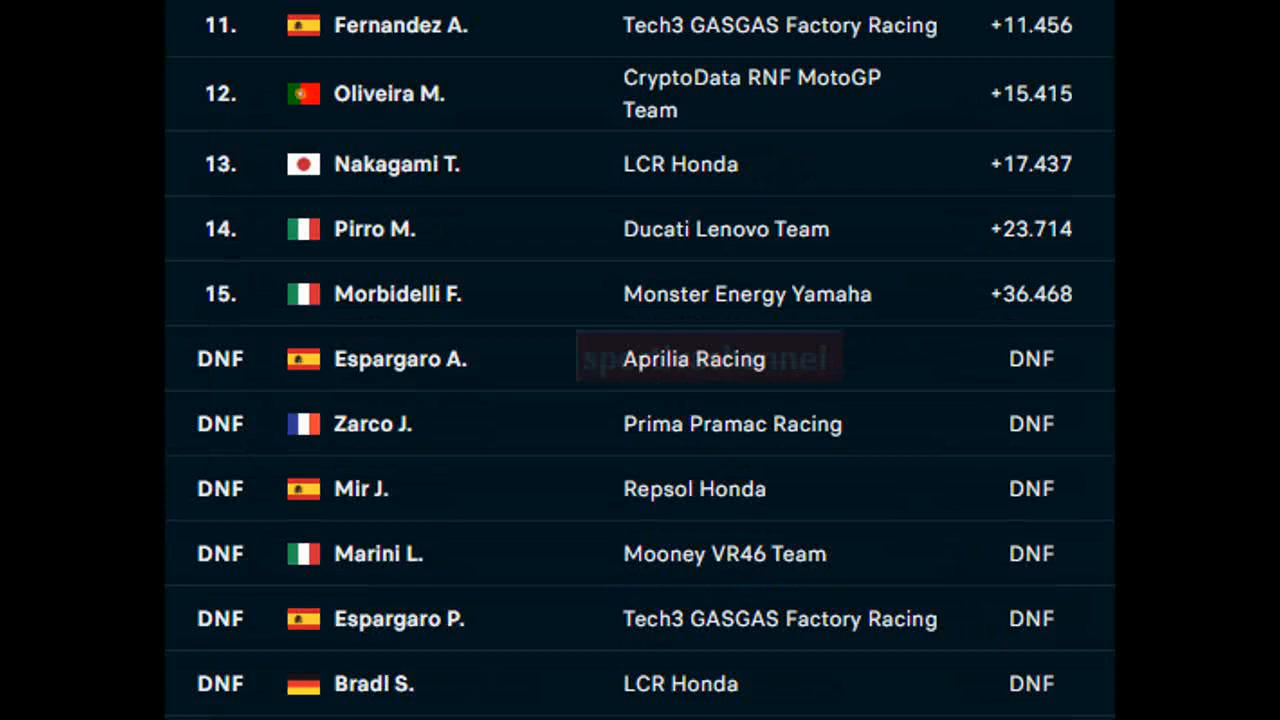 11. Fernandez A. Tech3 GASGAS Factory Racing +11.456
12. Oliveira M. CryptoData RNF MotoGP Team +15.415
13. Nakagami T. LCR Honda +17.437
14. Pirro M. Ducati Lenovo Team +23.714
15. Morbidelli F. Monster Energy Yamaha +36.468
DNF Espargaro A. Aprilia Racing DNF
DNF Zarco J. Prima Pramac Racing DNF
DNF Mir J. Repsol Honda DNF
DNF Marini L. Mooney VR46 Team DNF
DNF Espargaro P. Tech3 GASGAS Factory Racing DNF
DNF Bradl S. LCR Honda DNF